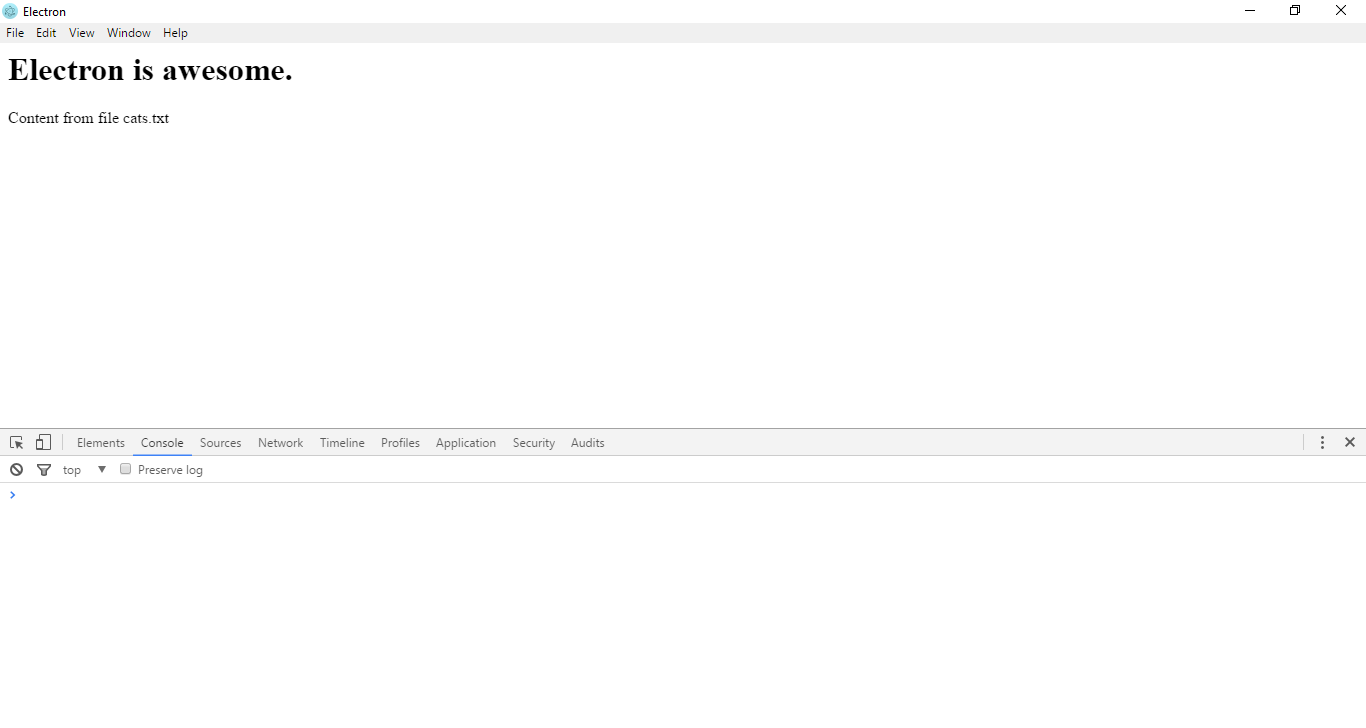 Electron
File Edit View Window Help
Electron is awesome.
Content from file cats.txt
Elements Console Sources Network Timeline Profiles Application Security Audits
top Preserve log